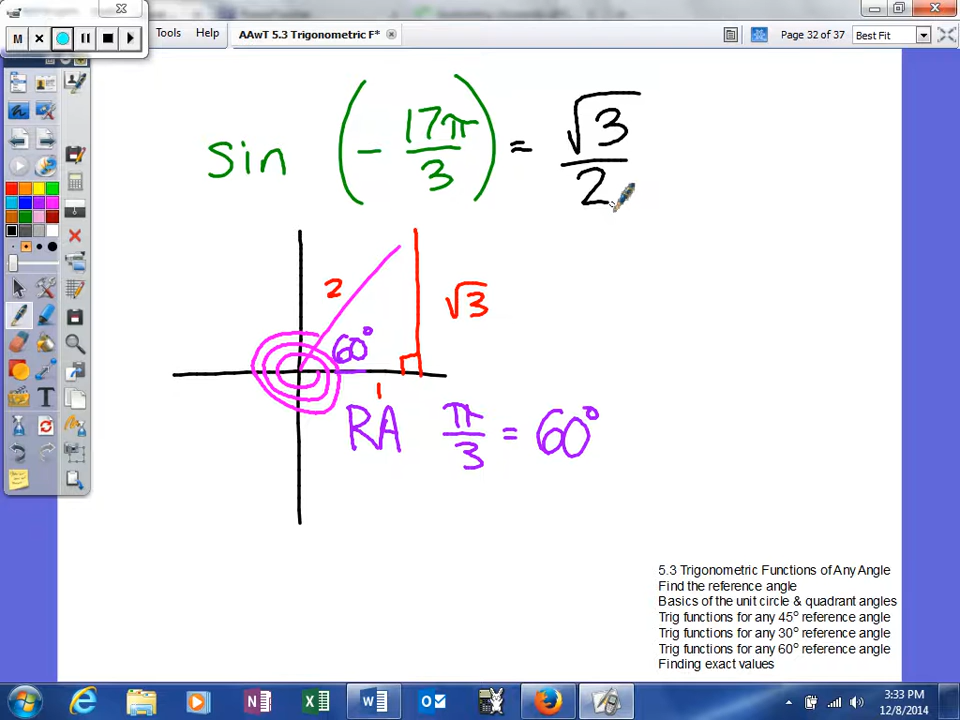 M
Tools Help AAwT 5.3 Trigonometric F* Page 32 of 37 Best Fit
sin (- 17π/3) = √3/2
2
√3
60°
1
RA π/3 = 60°
5.3 Trigonometric Functions of Any Angle
Find the reference angle
Basics of the unit circle & quadrant angles
Trig functions for any 45° reference angle
Trig functions for any 30° reference angle
Trig functions for any 60° reference angle
Finding exact values
3:33 PM
12/8/2014